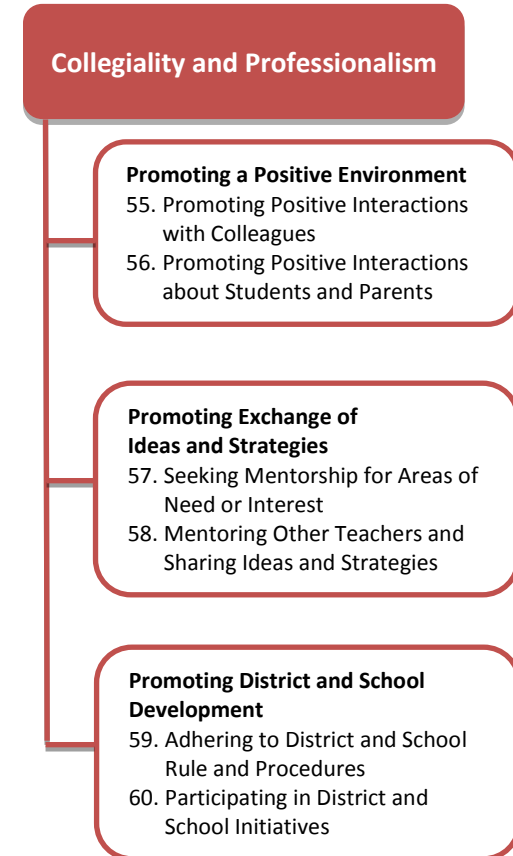 Collegiality and Professionalism
Promoting a Positive Environment
55. Promoting Positive Interactions
with Colleagues
56. Promoting Positive Interactions
about Students and Parents
Promoting Exchange of
Ideas and Strategies
57. Seeking Mentorship for Areas of
Need or Interest
58. Mentoring Other Teachers and
Sharing Ideas and Strategies
Promoting District and School
Development
59. Adhering to District and School
Rule and Procedures
60. Participating in District and
School Initiatives